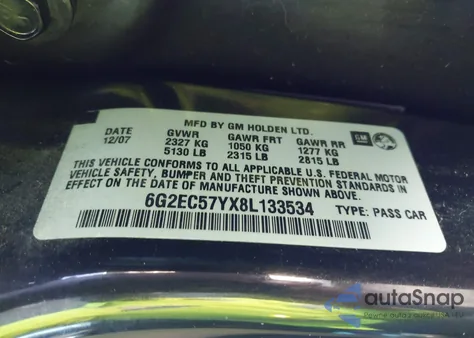 MFD BY GM HOLDEN LTD.
DATE GVWR GAWR FRT GAWR RR
12/07 2327 KG 1050 KG 1277 KG
5130 LB 2315 LB 2815 LB
GM
THIS VEHICLE CONFORMS TO ALL APPLICABLE U.S. FEDERAL MOTOR
VEHICLE SAFETY, BUMPER AND THEFT PREVENTION STANDARDS IN
EFFECT ON THE DATE OF MANUFACTURE SHOWN ABOVE.
6G2EC57YX8L133534 TYPE: PASS CAR
autaSnap